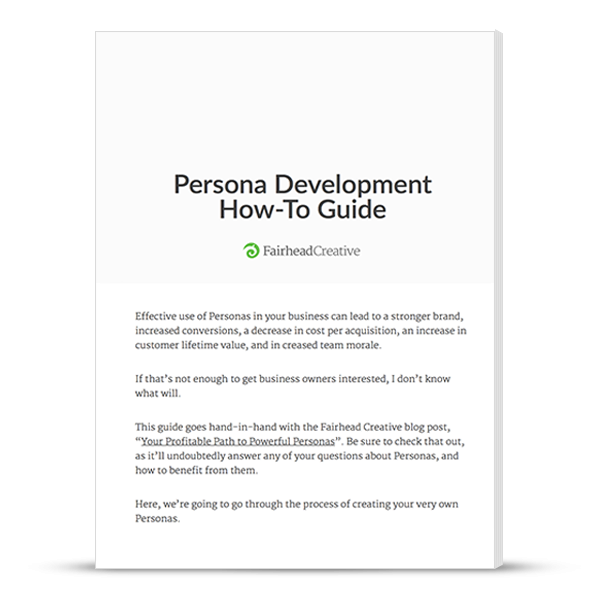 Persona Development
How-To Guide
FairheadCreative
Effective use of Personas in your business can lead to a stronger brand,
increased conversions, a decrease in cost per acquisition, an increase in
customer lifetime value, and in creased team morale.
If that's not enough to get business owners interested, I don't know
what will.
This guide goes hand-in-hand with the Fairhead Creative blog post,
“Your Profitable Path to Powerful Personas”. Be sure to check that out,
as it'll undoubtedly answer any of your questions about Personas, and
how to benefit from them.
Here, we're going to go through the process of creating your very own
Personas.